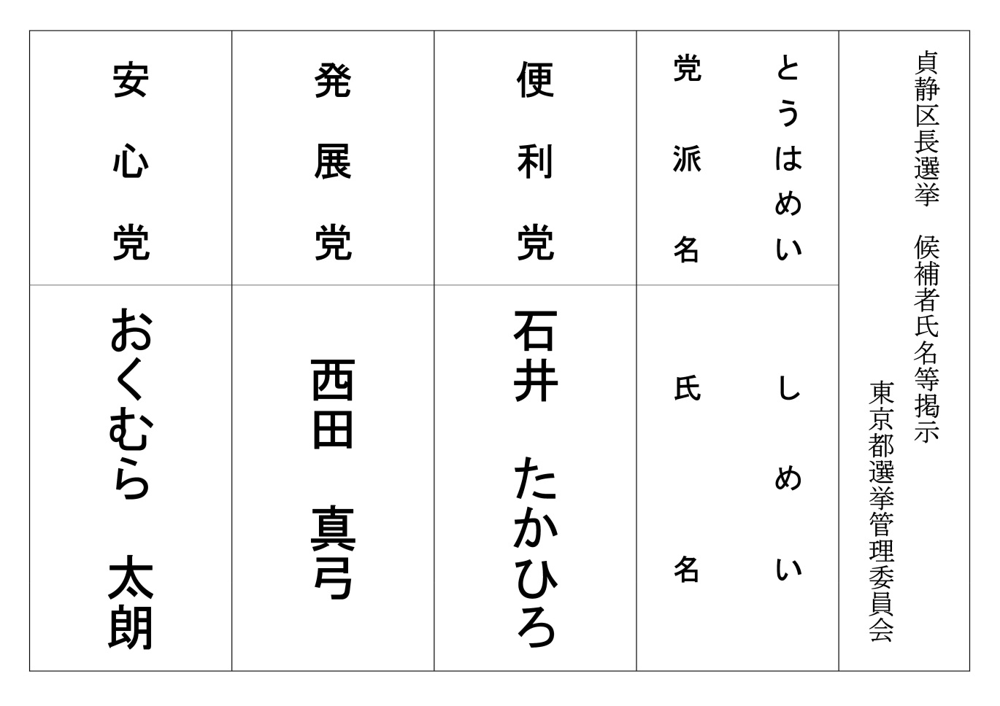 貞静区長選挙　候補者氏名等掲示
東京都選挙管理委員会
とうはめい
党派名
しめい
氏名
便利党
石井　たかひろ
発展党
西田　真弓
安心党
おくむら　太朗